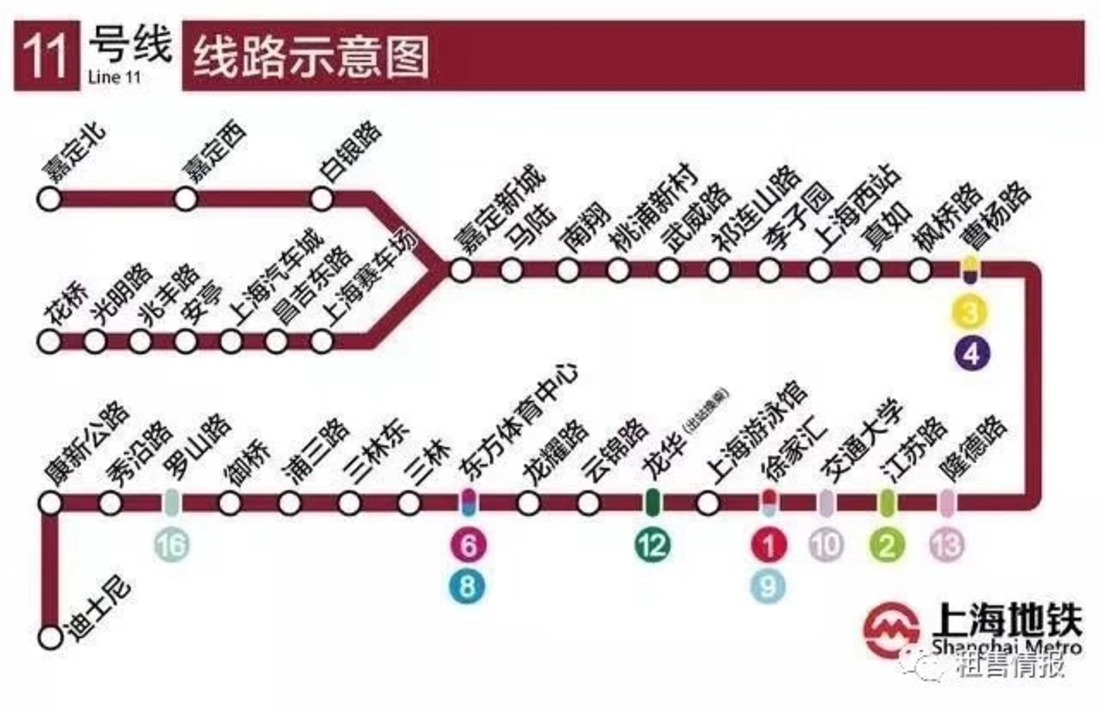 11 号线 线路示意图
Line 11
嘉定北
嘉定西
白银路
嘉定新城
马陆
南翔
桃浦新村
武威路
祁连山路
李子园
上海西站
真如
枫桥路
曹杨路
花桥
光明路
兆丰路
安亭
上海汽车城
昌吉东路
上海赛车场
3
4
康新公路
秀沿路
罗山路
御桥
浦三路
三林东
三林
东方体育中心
龙耀路
云锦路
龙华(出站换乘)
上海游泳馆
徐家汇
交通大学
江苏路
隆德路
16
6
12
1
10
2
13
8
9
迪士尼
上海地铁
Shanghai Metro
租售情报